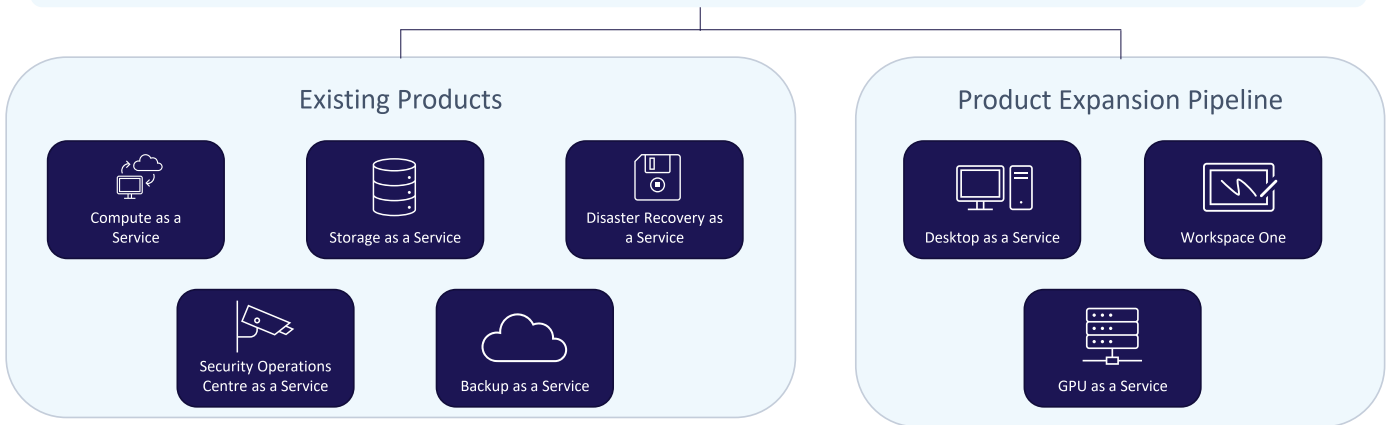 Existing Products
Compute as a
Service
Storage as a Service
Disaster Recovery as
a Service
Security Operations
Centre as a Service
Backup as a Service
Product Expansion Pipeline
Desktop as a Service
Workspace One
GPU as a Service